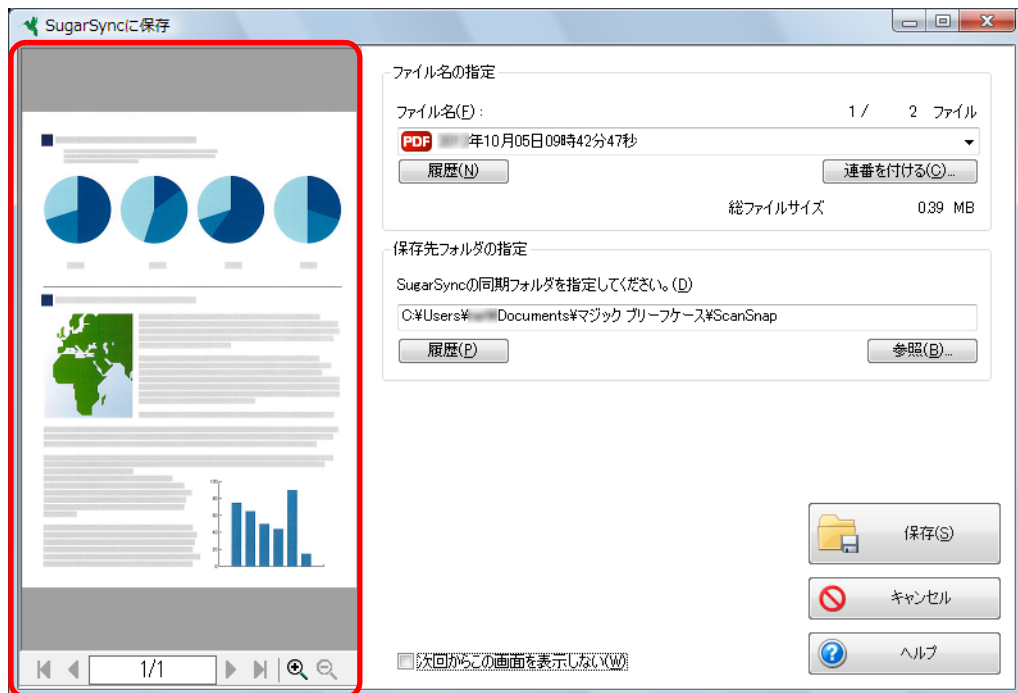 SugarSyncに保存
ファイル名の指定
ファイル名(F):
1/ 2 ファイル
PDF 年10月05日09時42分47秒
履歴(N)
連番を付ける(C)...
総ファイルサイズ 0.39 MB
保存先フォルダの指定
SugarSyncの同期フォルダを指定してください。(D)
C:¥Users¥ Documents¥マジック ブリーフケース¥ScanSnap
履歴(P)
参照(B)...
保存(S)
キャンセル
ヘルプ
次回からこの画面を表示しない(W)
100
80
60
40
20
0
1/1